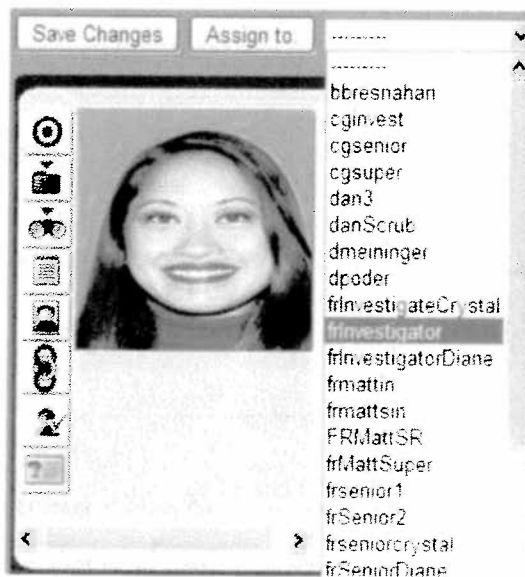 Save Changes Assign to
bbresnahan
cginvest
cgsenior
cgsuper
dan3
danScrub
dmeininger
dpoder
frInvestigateCrystal
frInvestigator
frInvestigatorDiane
frmattin
frmattsin
FRMattSR
frMattSuper
frsenior1
frSenior2
frseniorcrystal
frSeniorDiane